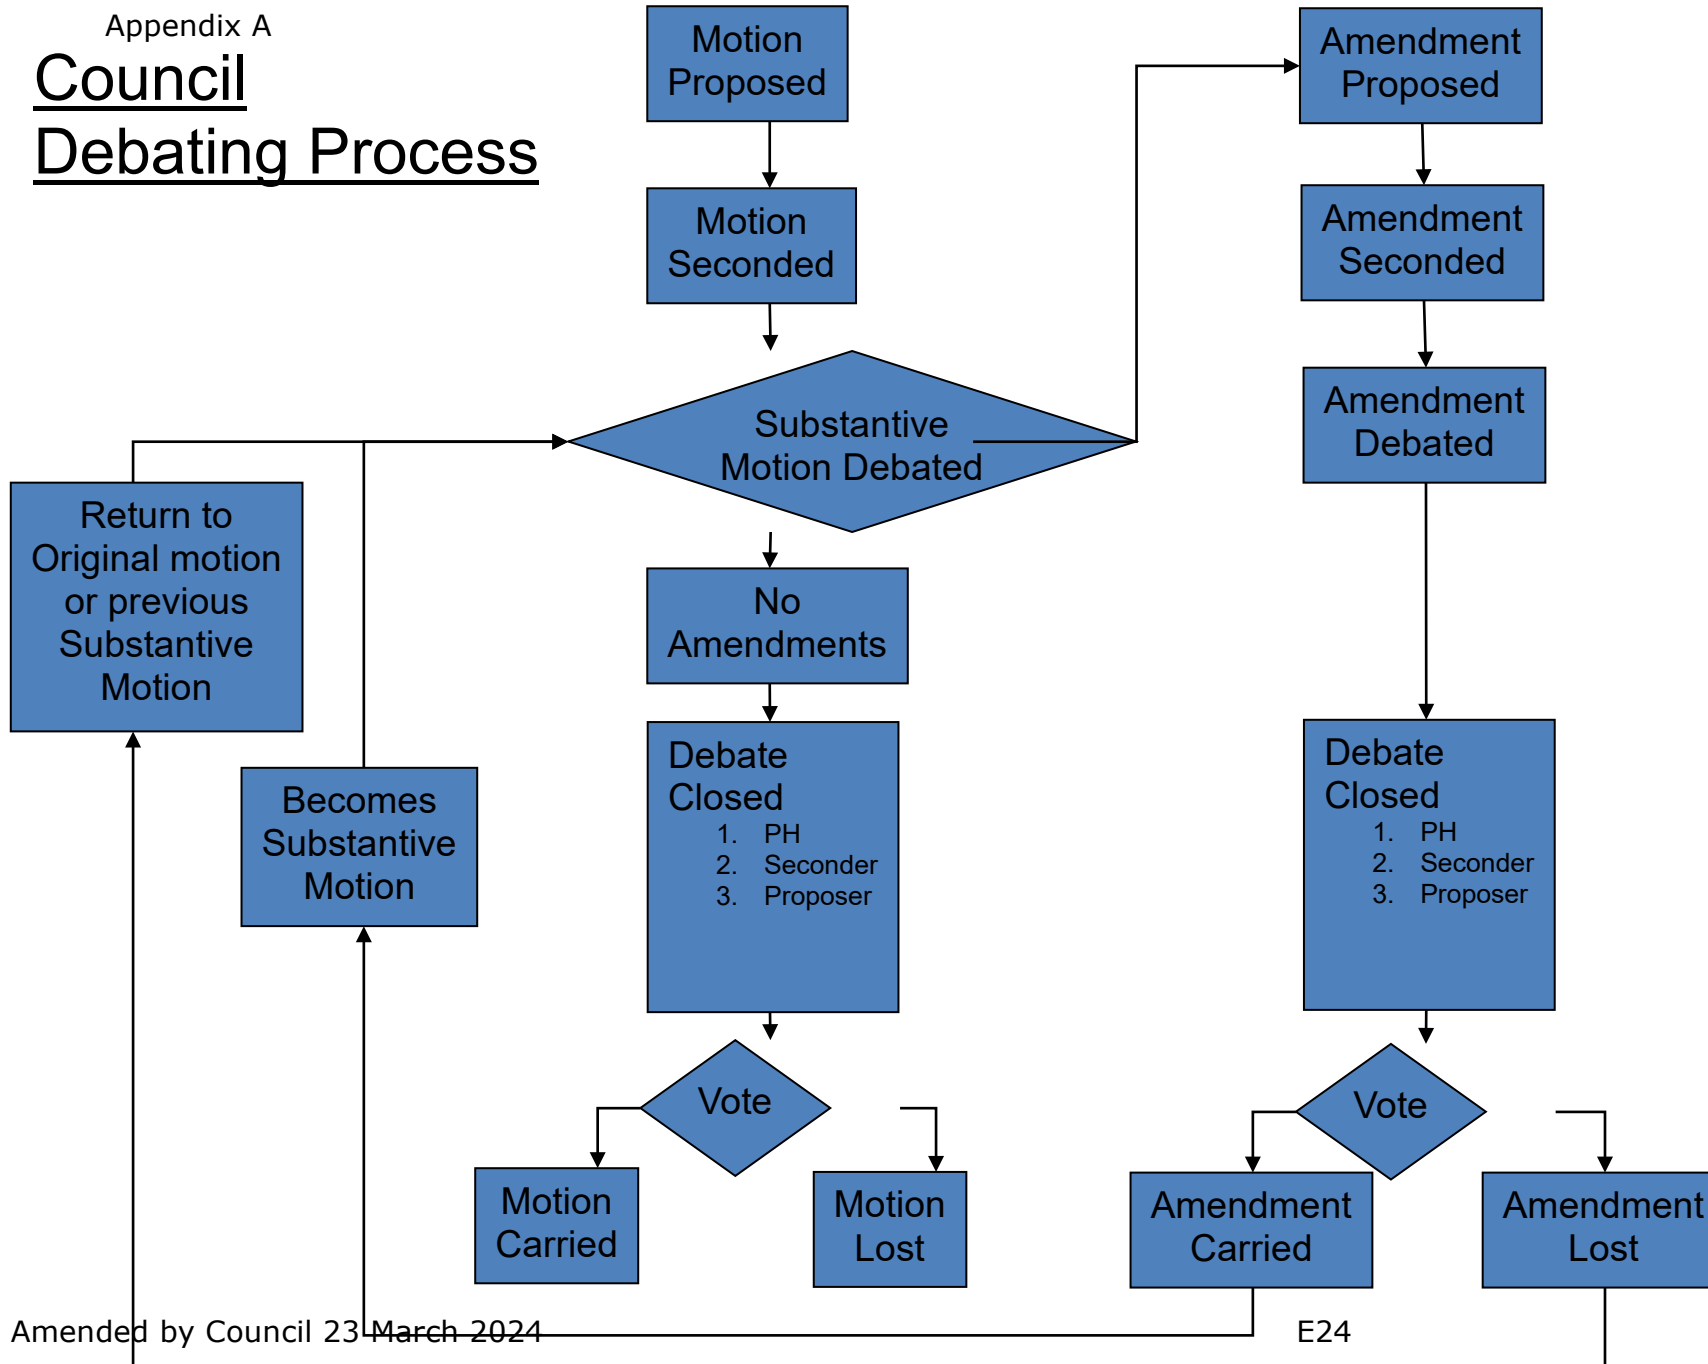 Appendix A
Council
Debating Process
Motion
Proposed
Motion
Seconded
Substantive
Motion Debated
No
Amendments
Debate
Closed
1. PH
2. Seconder
3. Proposer
Vote
Motion
Carried
Motion
Lost
Amendment
Proposed
Amendment
Seconded
Amendment
Debated
Debate
Closed
1. PH
2. Seconder
3. Proposer
Vote
Amendment
Carried
Amendment
Lost
Return to
Original motion
or previous
Substantive
Motion
Becomes
Substantive
Motion
Amended by Council 23 March 2024
E24